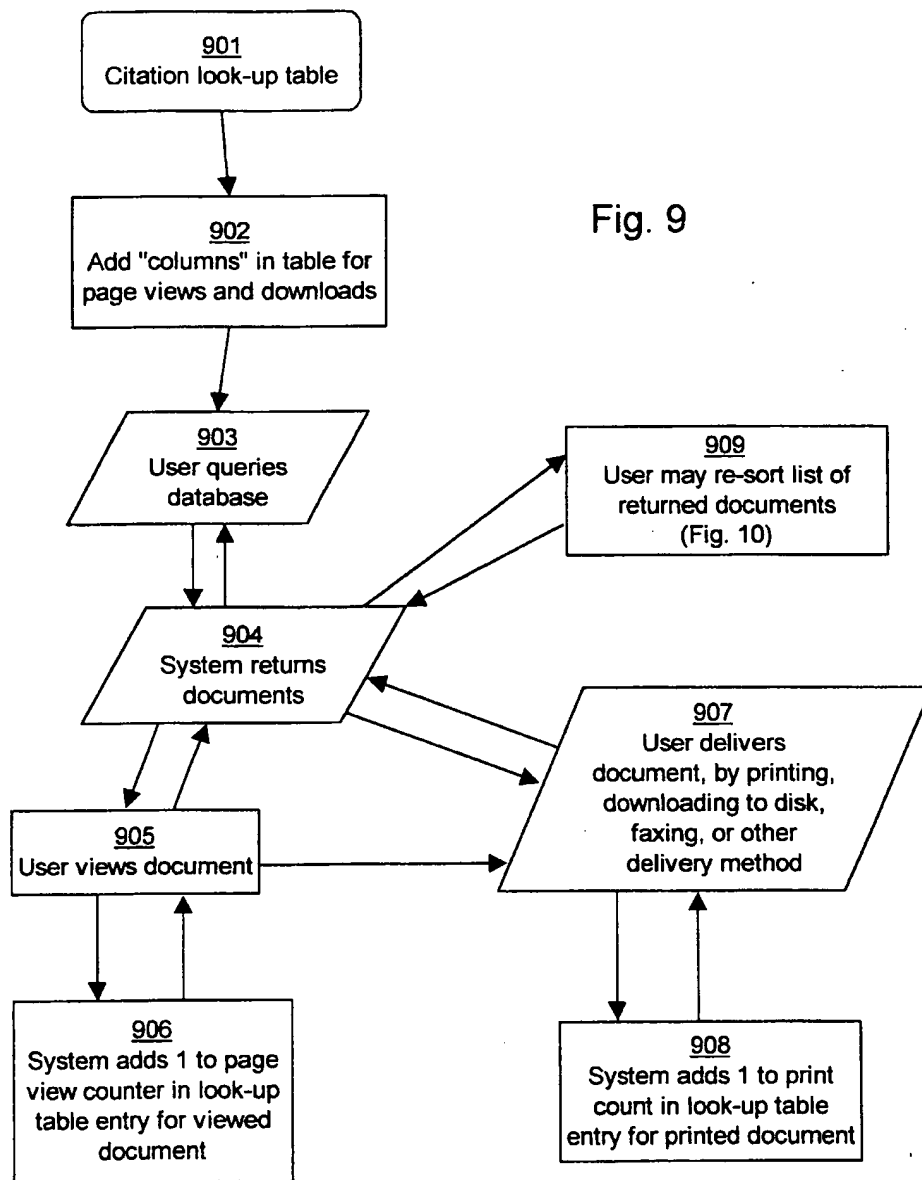 901
Citation look-up table
Fig. 9
902
Add "columns" in table for
page views and downloads
903
User queries
database
909
User may re-sort list of
returned documents
(Fig. 10)
904
System returns
documents
907
User delivers
document, by printing,
downloading to disk,
faxing, or other
delivery method
905
User views document
906
System adds 1 to page
view counter in look-up
table entry for viewed
document
908
System adds 1 to print
count in look-up table
entry for printed document